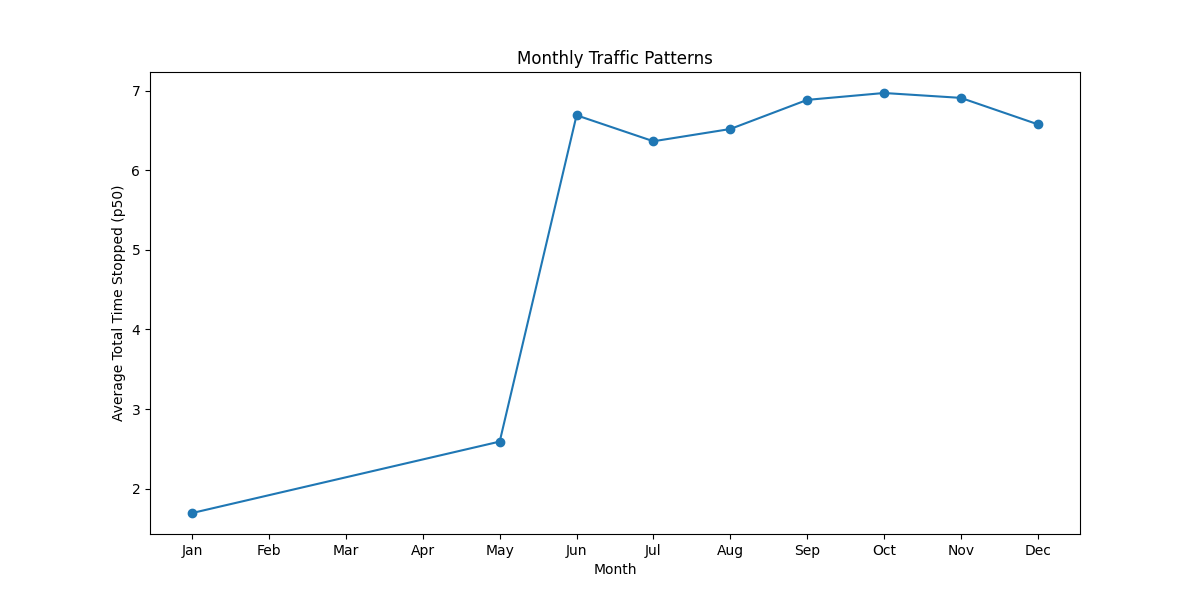 Monthly Traffic Patterns
Average Total Time Stopped (p50)
7
6
5
4
3
2
Jan Feb Mar Apr May Jun Jul Aug Sep Oct Nov Dec
Month